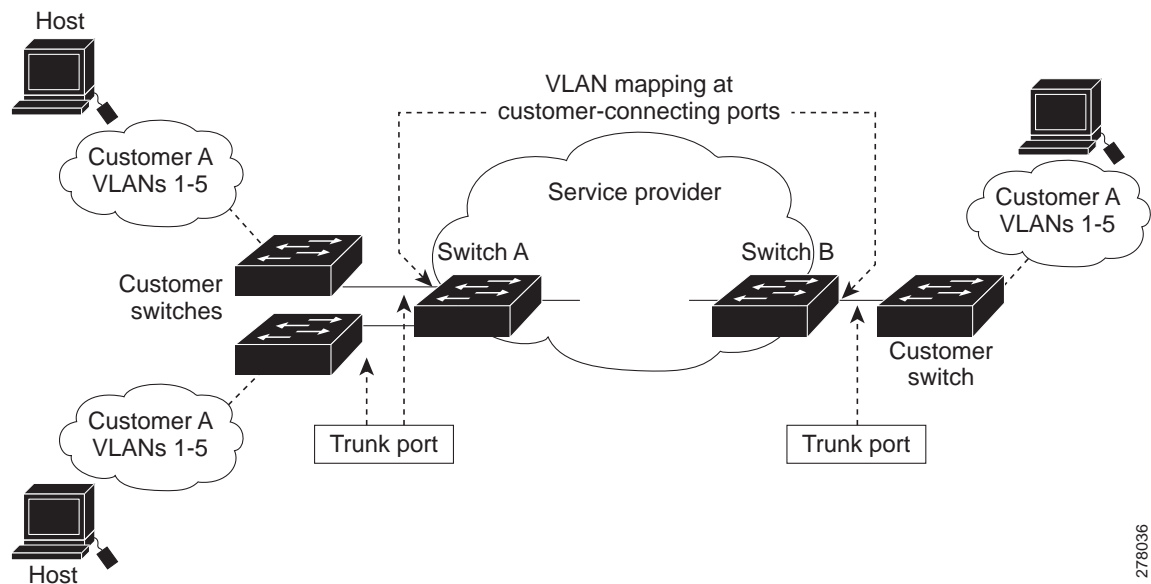 Host
VLAN mapping at
customer-connecting ports
Customer A
VLANs 1-5
Service provider
Customer A
VLANs 1-5
Switch A
Switch B
Customer
switches
Customer
switch
Customer A
VLANs 1-5
Trunk port
Trunk port
Host
278036